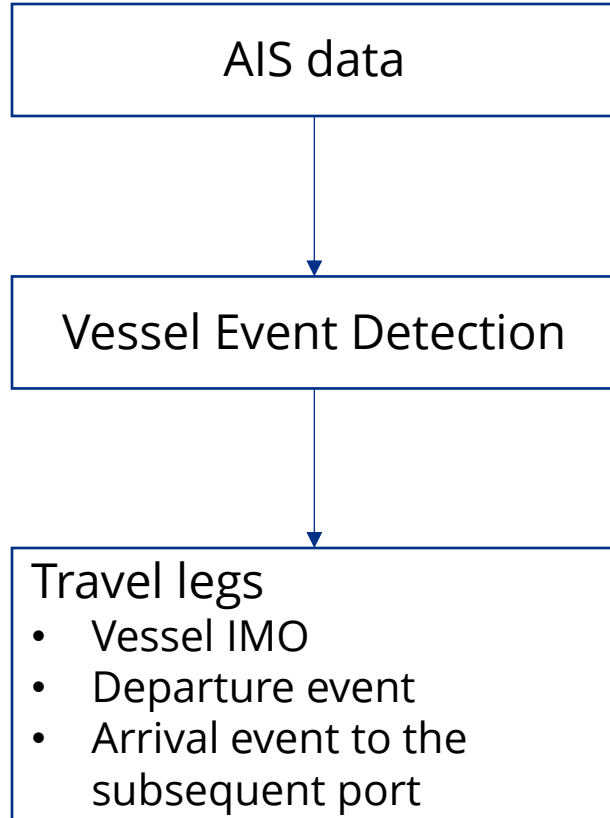 AIS data
Vessel Event Detection
Travel legs
• Vessel IMO
• Departure event
• Arrival event to the
subsequent port